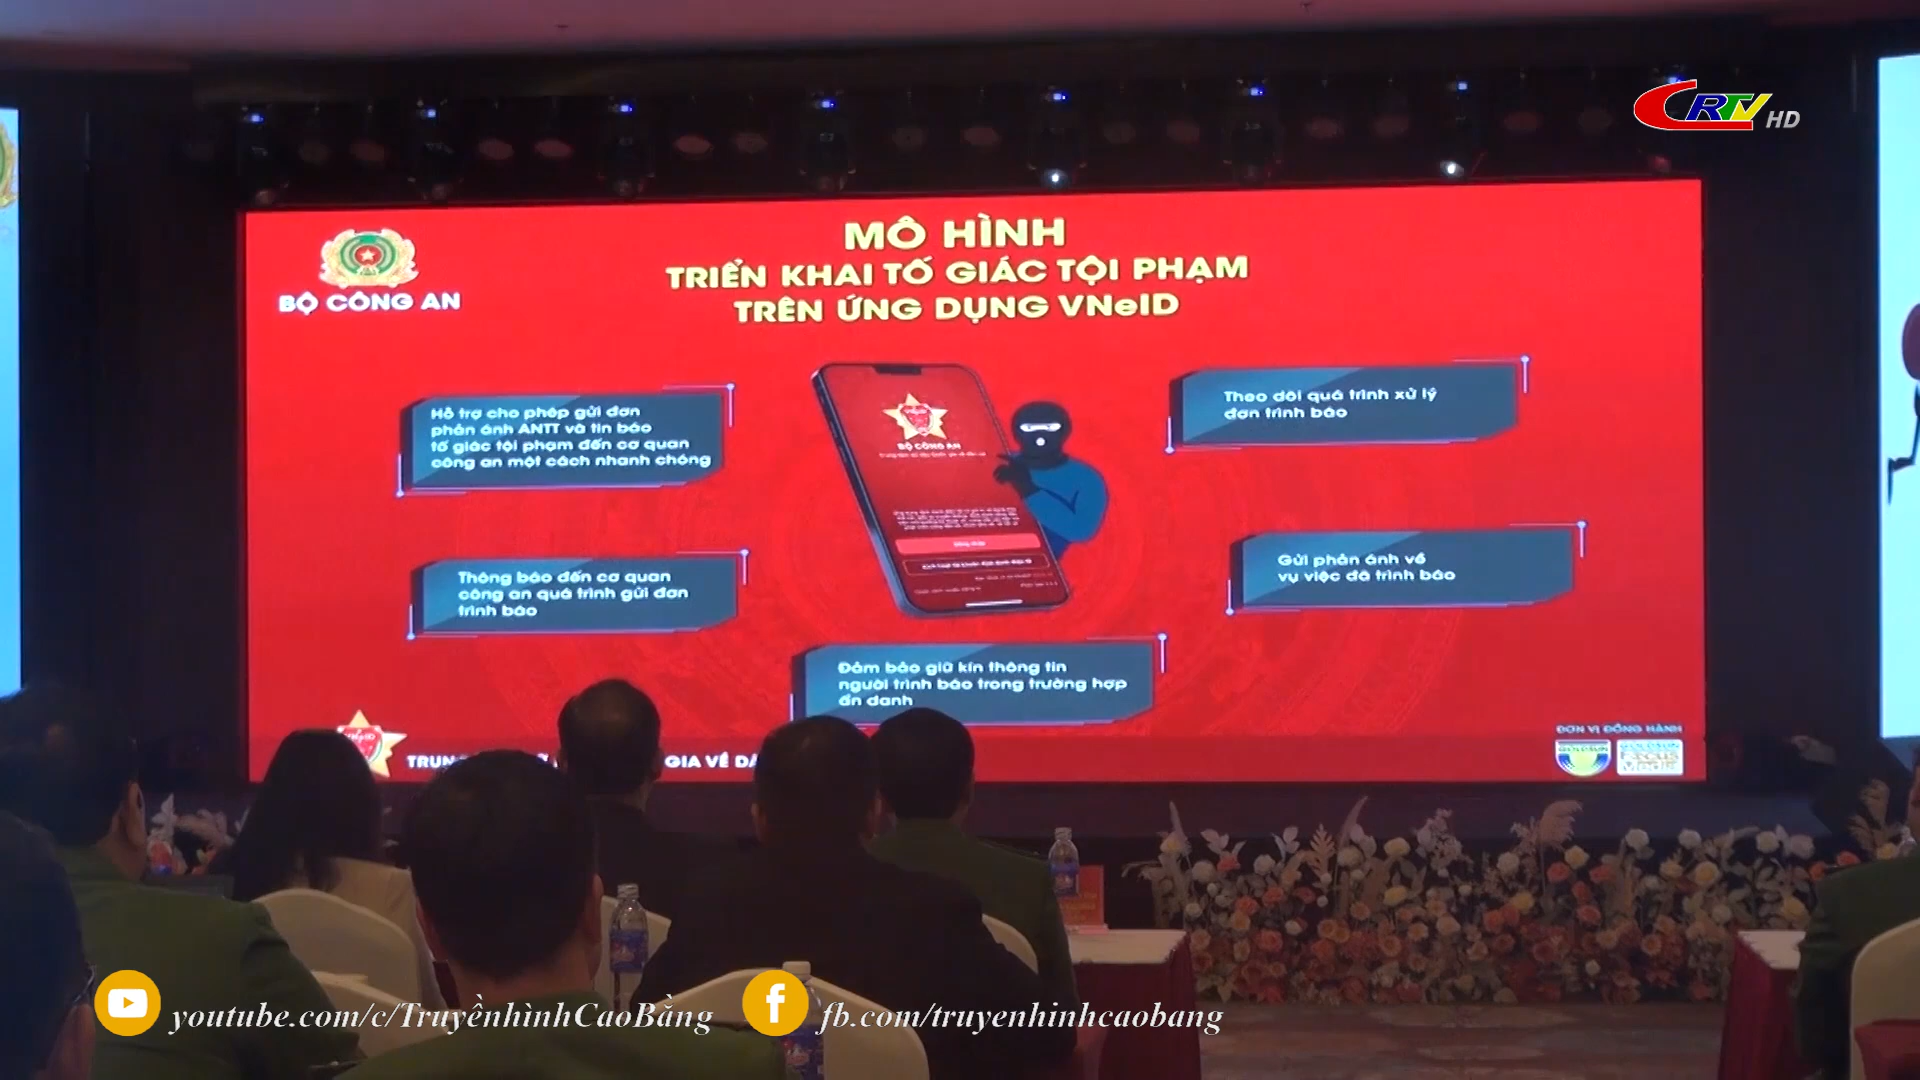 CRTV HD
MÔ HÌNH
TRIỂN KHAI TỐ GIÁC TỘI PHẠM
TRÊN ỨNG DỤNG VNeID
BỘ CÔNG AN
Hỗ trợ cho phép gửi đơn
phản ánh ANTT và tin báo
tố giác tội phạm đến cơ quan
công an một cách nhanh chóng
Thông báo đến cơ quan
công an quá trình gửi đơn
trình báo
BỘ CÔNG AN
Theo dõi quá trình xử lý
đơn trình báo
Gửi phản ánh về
vụ việc đã trình báo
Đảm bảo giữ kín thông tin
người trình báo trong trường hợp
ẩn danh
GIA VỀ
ĐƠN VỊ ĐỒNG HÀNH
GOLDSUN
GOLDSUN
Focus
Media
youtube.com/c/TruyềnhìnhCaoBằng
fb.com/truyenhinhcaobang